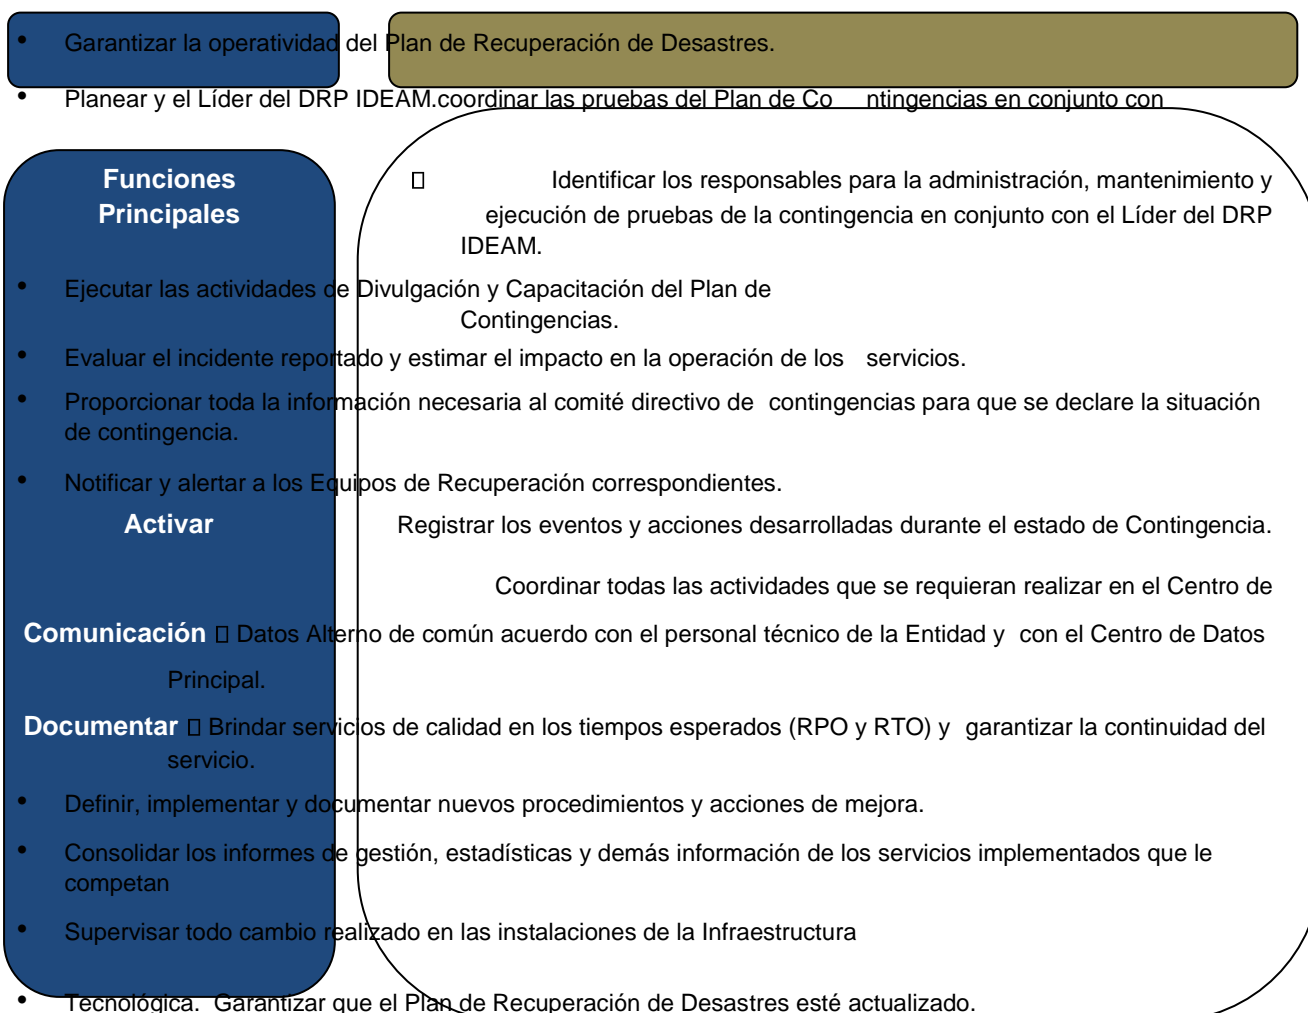 • Garantizar la operatividad del Plan de Recuperación de Desastres.
• Planear y el Líder del DRP IDEAM.coordinar las pruebas del Plan de Co ntingencias en conjunto con
Funciones Principales
Identificar los responsables para la administración, mantenimiento y
ejecución de pruebas de la contingencia en conjunto con el Líder del DRP
IDEAM.
• Ejecutar las actividades de Divulgación y Capacitación del Plan de
Contingencias.
• Evaluar el incidente reportado y estimar el impacto en la operación de los servicios.
• Proporcionar toda la información necesaria al comité directivo de contingencias para que se declare la situación
de contingencia.
• Notificar y alertar a los Equipos de Recuperación correspondientes.
Activar Registrar los eventos y acciones desarrolladas durante el estado de Contingencia.
Coordinar todas las actividades que se requieran realizar en el Centro de
Comunicación Datos Alterno de común acuerdo con el personal técnico de la Entidad y con el Centro de Datos
Principal.
Documentar Brindar servicios de calidad en los tiempos esperados (RPO y RTO) y garantizar la continuidad del
servicio.
• Definir, implementar y documentar nuevos procedimientos y acciones de mejora.
• Consolidar los informes de gestión, estadísticas y demás información de los servicios implementados que le
competan
• Supervisar todo cambio realizado en las instalaciones de la Infraestructura
• Tecnológica. Garantizar que el Plan de Recuperación de Desastres esté actualizado.